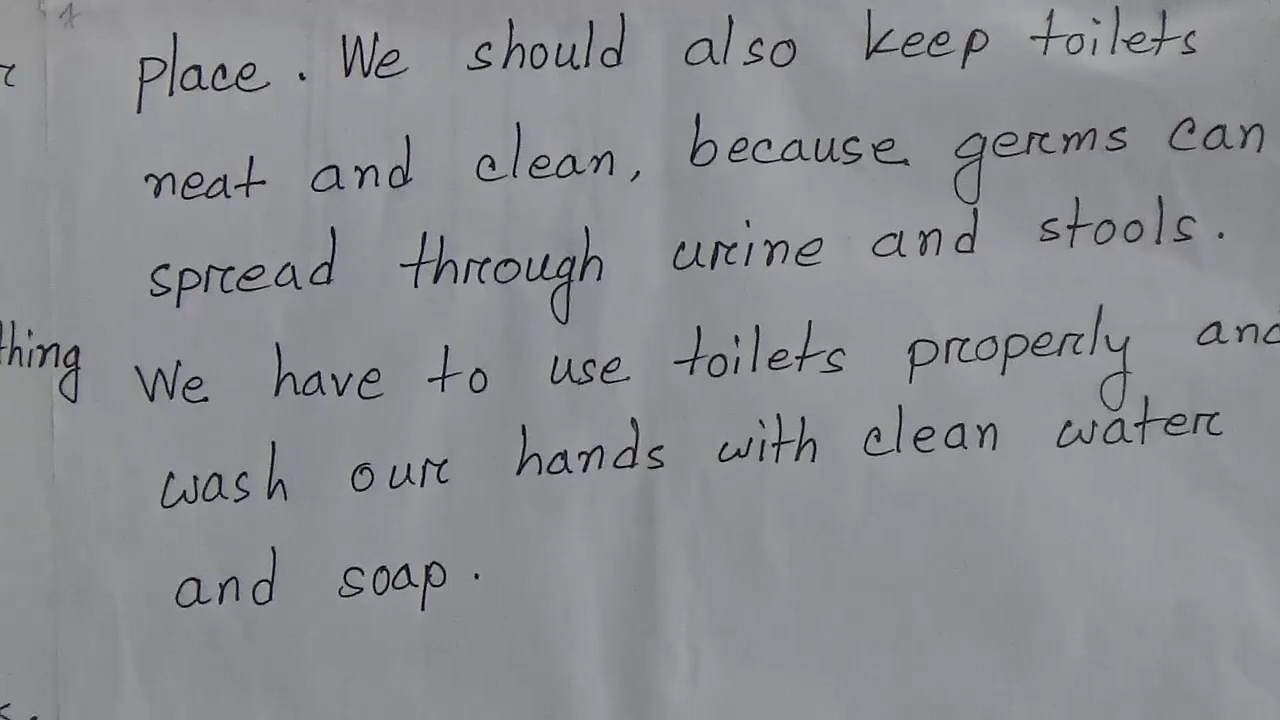 place. We should also keep toilets
neat and clean, because germs can
spread through urine and stools.
thing We have to use toilets properly and
wash our hands with clean water
and soap.